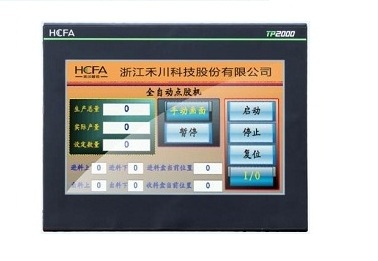 HCFA TP2000
HCFA 浙江禾川科技股份有限公司
全自动点胶机
生产总量 0 手动画面 启动
实际产量 0 暂停 停止
设定数量 0 复位
进料上 0 进料下 0 进料盒当前位置 0 I/O
出料上 0 出料下 0 收料盒当前位置 0